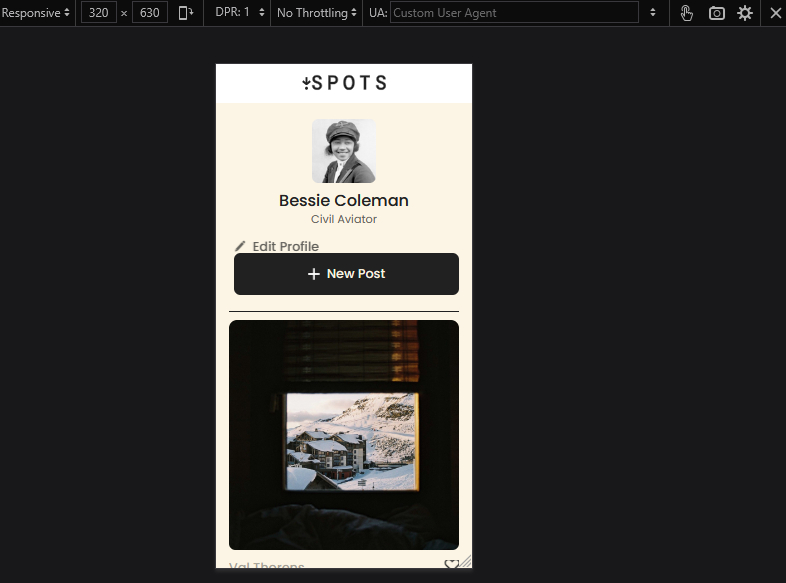 Responsive 320 × 630 DPR: 1 No Throttling UA: Custom User Agent
SPOTS
Bessie Coleman
Civil Aviator
Edit Profile
+ New Post
Val Thorens